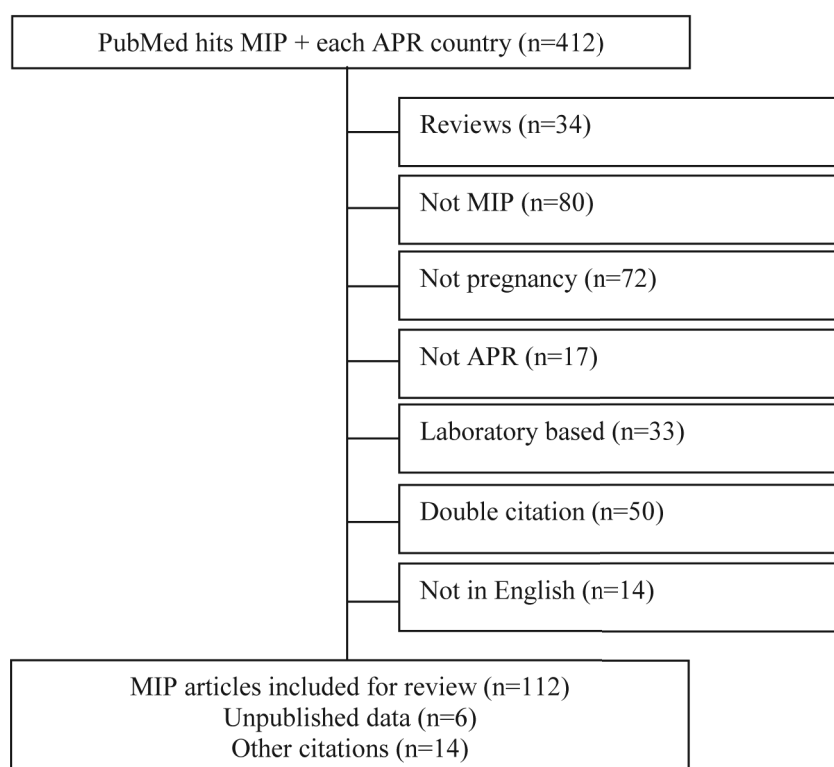 PubMed hits MIP + each APR country (n=412)
Reviews (n=34)
Not MIP (n=80)
Not pregnancy (n=72)
Not APR (n=17)
Laboratory based (n=33)
Double citation (n=50)
Not in English (n=14)
MIP articles included for review (n=112)
Unpublished data (n=6)
Other citations (n=14)